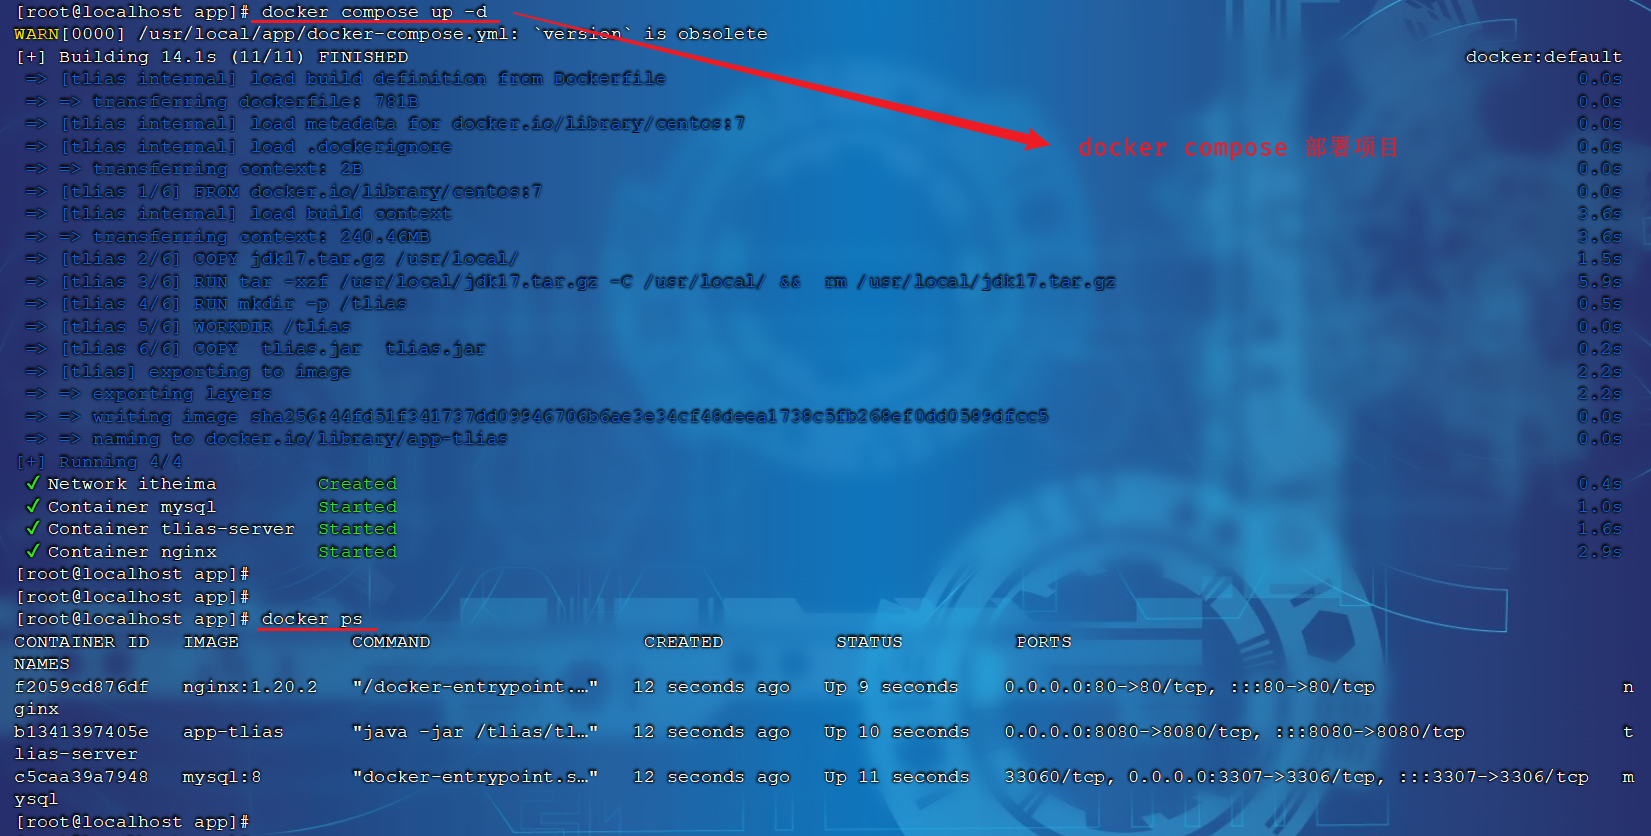 [root@localhost app]# docker compose up -d
WARN[0000] /usr/local/app/docker-compose.yml: `version` is obsolete
[+] Building 14.1s (11/11) FINISHED docker:default
=> [tlias internal] load build definition from Dockerfile 0.0s
=> => transferring dockerfile: 781B 0.0s
=> [tlias internal] load metadata for docker.io/library/centos:7 0.0s
docker compose 部署项目
=> [tlias internal] load .dockerignore 0.0s
=> => transferring context: 2B 0.0s
=> [tlias 1/6] FROM docker.io/library/centos:7 0.0s
=> [tlias internal] load build context 3.6s
=> => transferring context: 240.46MB 3.6s
=> [tlias 2/6] COPY jdk17.tar.gz /usr/local/ 1.5s
=> [tlias 3/6] RUN tar -xzf /usr/local/jdk17.tar.gz -C /usr/local/ &&  rm /usr/local/jdk17.tar.gz 5.9s
=> [tlias 4/6] RUN mkdir -p /tlias 0.5s
=> [tlias 5/6] WORKDIR /tlias 0.0s
=> [tlias 6/6] COPY  tlias.jar  tlias.jar 0.2s
=> [tlias] exporting to image 2.2s
=> => exporting layers 2.2s
=> => writing image sha256:44fd51f341737dd09946706b6ae3e34cf48deea1738c5fb268ef0dd0589dfcc5 0.0s
=> => naming to docker.io/library/app-tlias 0.0s
[+] Running 4/4
✔ Network itheima Created 0.4s
✔ Container mysql Started 1.0s
✔ Container tlias-server Started 1.6s
✔ Container nginx Started 2.9s
[root@localhost app]#
[root@localhost app]#
[root@localhost app]# docker ps
CONTAINER ID   IMAGE   COMMAND   CREATED   STATUS   PORTS
NAMES
f2059cd876df   nginx:1.20.2   "/docker-entrypoint.…"   12 seconds ago   Up 9 seconds   0.0.0.0:80->80/tcp, :::80->80/tcp   n
ginx
b1341397405e   app-tlias   "java -jar /tlias/tl…"   12 seconds ago   Up 10 seconds   0.0.0.0:8080->8080/tcp, :::8080->8080/tcp   t
lias-server
c5caa39a7948   mysql:8   "docker-entrypoint.s…"   12 seconds ago   Up 11 seconds   33060/tcp, 0.0.0.0:3307->3306/tcp, :::3307->3306/tcp   m
ysql
[root@localhost app]#